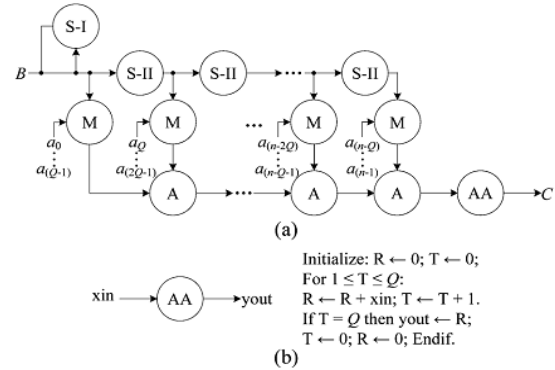 S-I
B S-II S-II ... S-II
M M ... M M
a0 aQ a(n-2Q) a(n-Q)
a(Q-1) a(2Q-1) a(n-Q-1) a(n-1)
A ... A A AA C
(a)
Initialize: R ← 0; T ← 0;
For 1 ≤ T ≤ Q:
xin AA yout R ← R + xin; T ← T + 1.
If T = Q then yout ← R;
T ← 0; R ← 0; Endif.
(b)